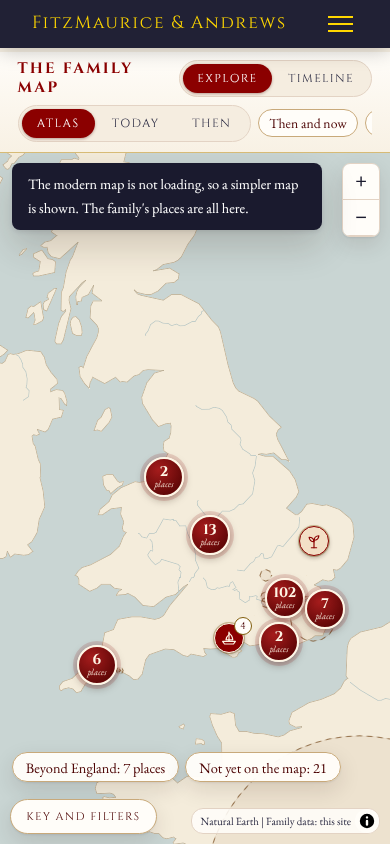 FITZMAURICE & ANDREWS
THE FAMILY
MAP
EXPLORE
TIMELINE
ATLAS
TODAY
THEN
Then and now
The modern map is not loading, so a simpler map
is shown. The family's places are all here.
+
−
2
places
13
places
102
places
7
places
4
2
places
6
places
Beyond England: 7 places
Not yet on the map: 21
KEY AND FILTERS
Natural Earth | Family data: this site